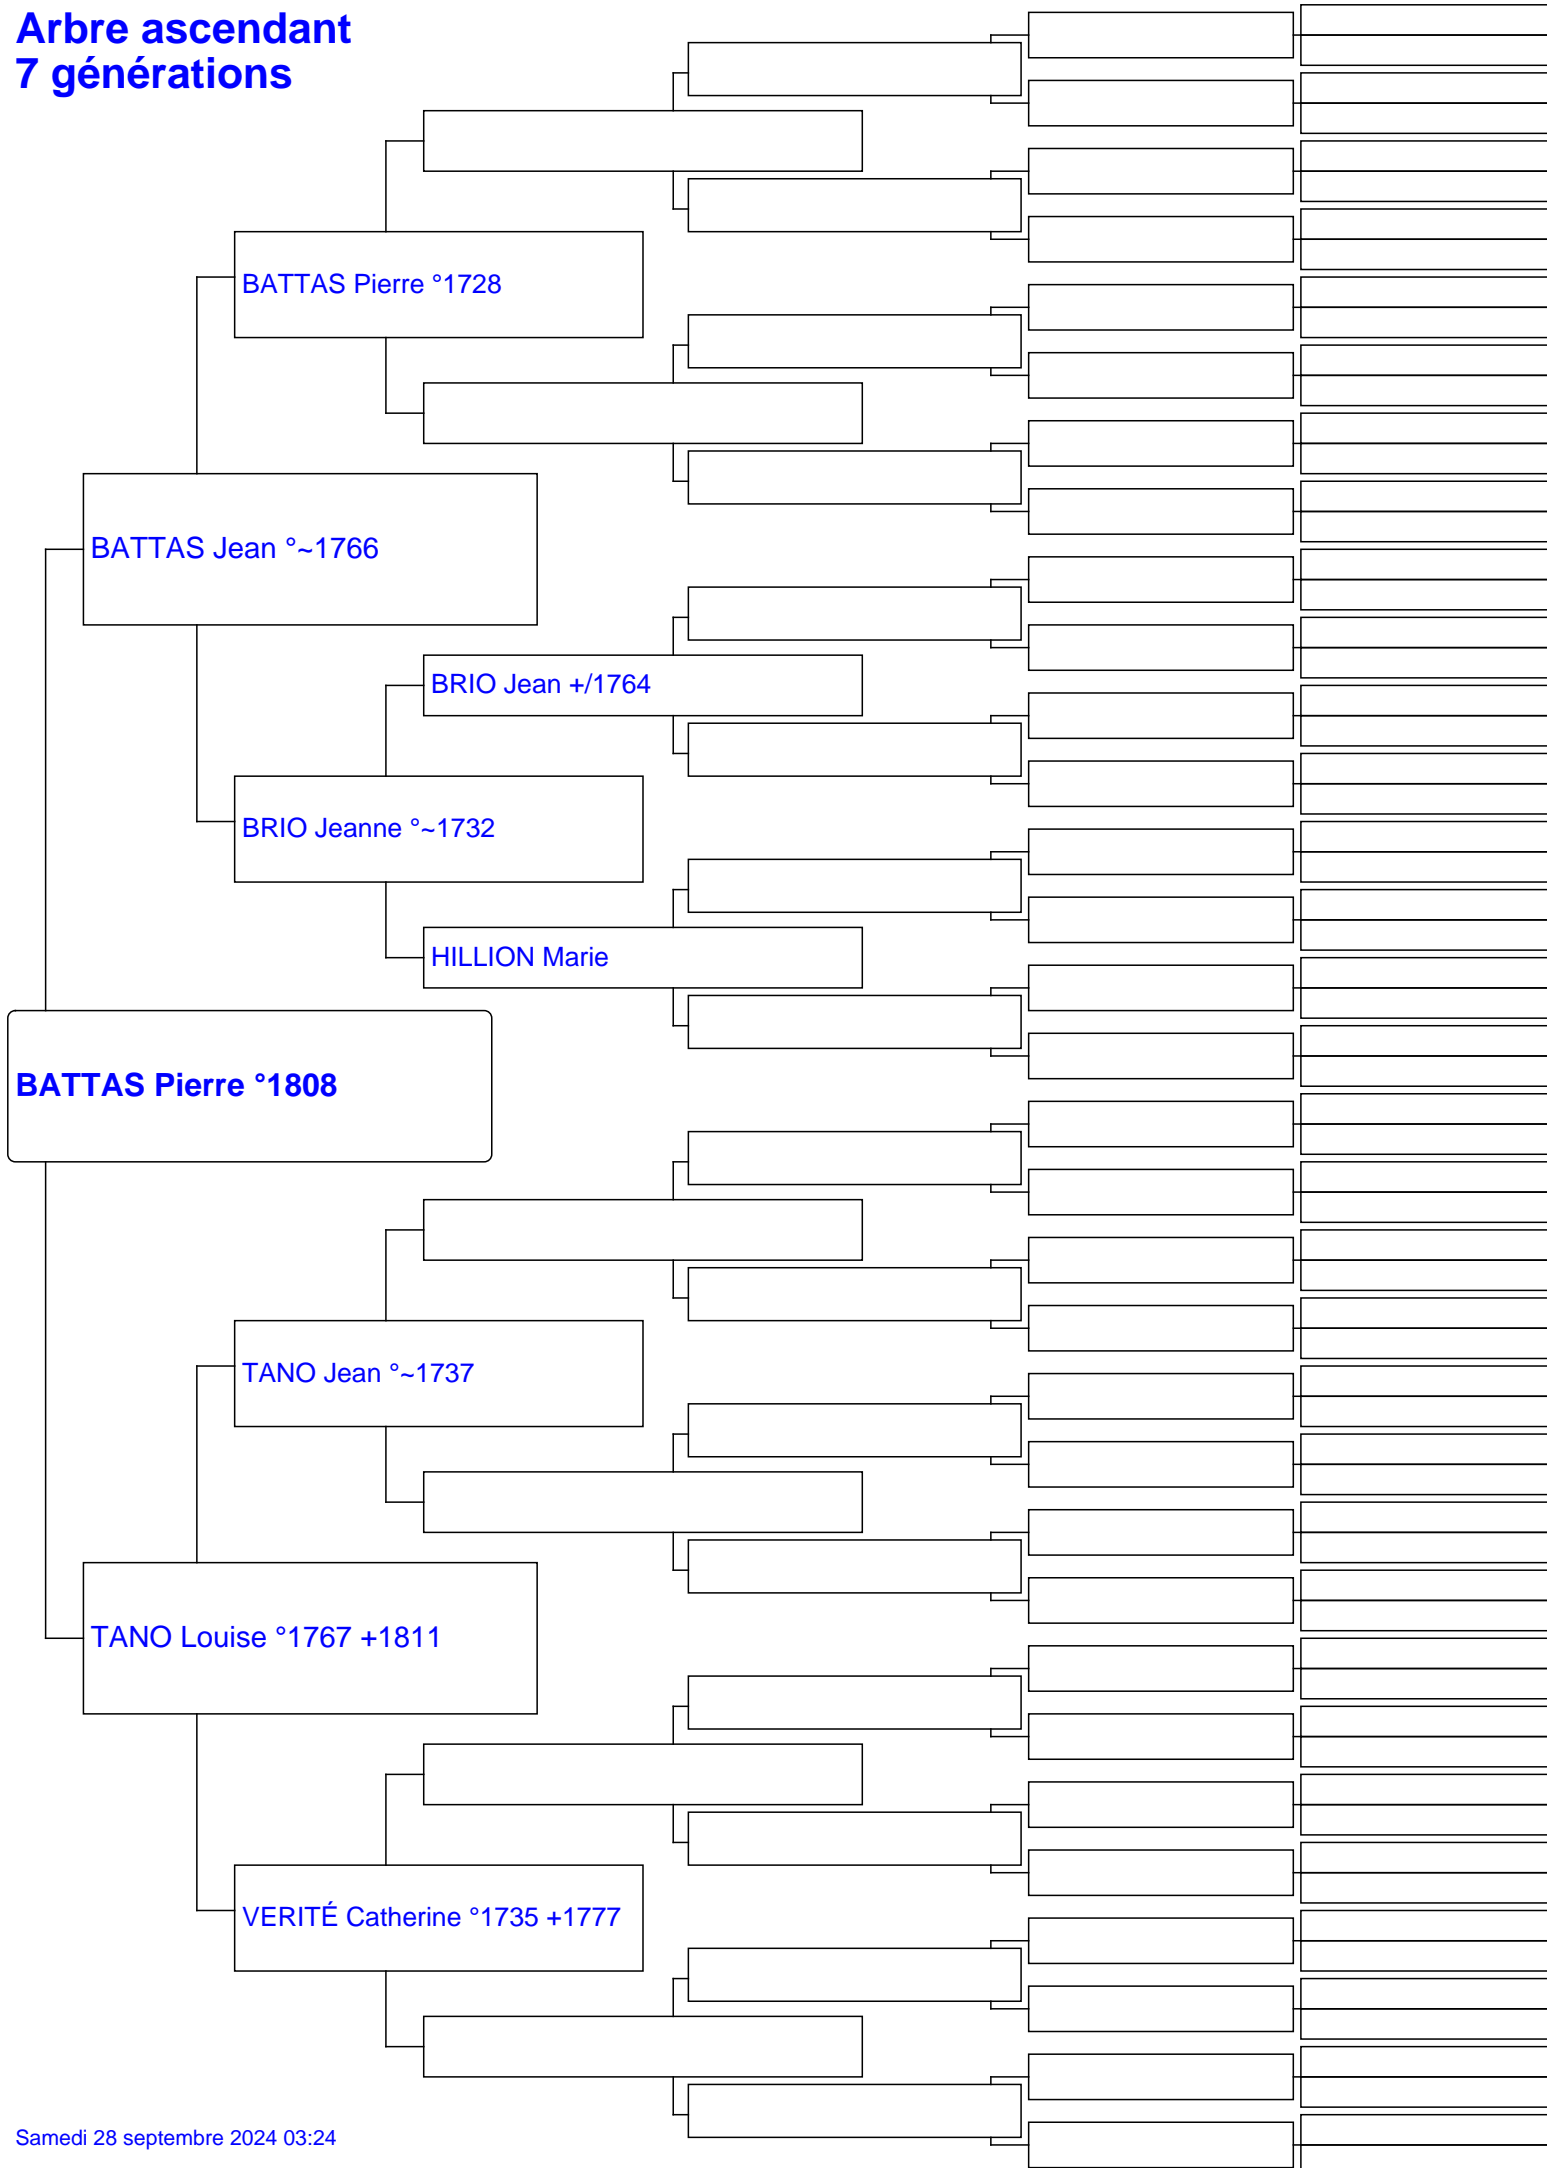 Arbre ascendant
7 générations
BATTAS Pierre °1728
BATTAS Jean °~1766
BRIO Jean +/1764
BRIO Jeanne °~1732
HILLION Marie
BATTAS Pierre °1808
TANO Jean °~1737
TANO Louise °1767 +1811
VERITÉ Catherine °1735 +1777
Samedi 28 septembre 2024 03:24